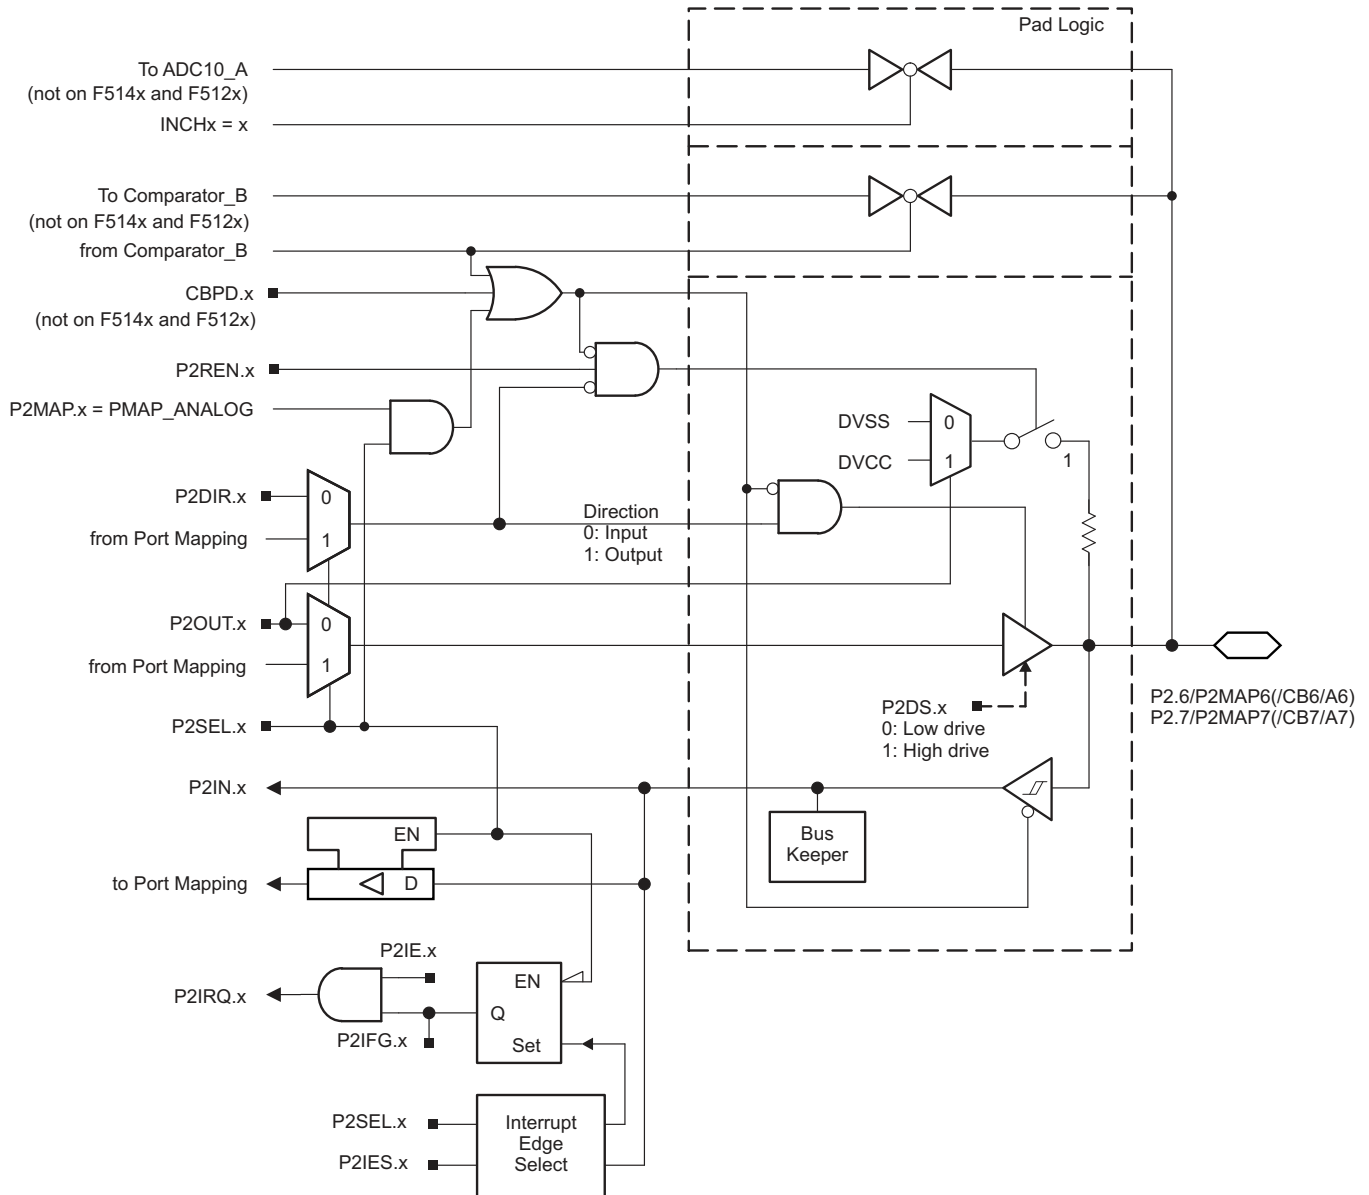 Pad Logic
To ADC10_A
(not on F514x and F512x)
INCHx = x
To Comparator_B
(not on F514x and F512x)
from Comparator_B
CBPD.x
(not on F514x and F512x)
P2REN.x
P2MAP.x = PMAP_ANALOG
DVSS
0
DVCC
1
1
P2DIR.x
0
from Port Mapping
1
Direction
0: Input
1: Output
P2OUT.x
0
from Port Mapping
1
P2SEL.x
P2DS.x
0: Low drive
1: High drive
P2.6/P2MAP6(/CB6/A6)
P2.7/P2MAP7(/CB7/A7)
P2IN.x
Bus
Keeper
EN
to Port Mapping
D
P2IE.x
EN
P2IRQ.x
Q
P2IFG.x
Set
P2SEL.x
Interrupt
Edge
Select
P2IES.x